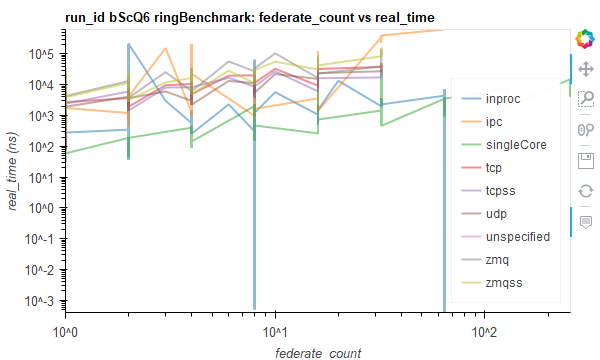 run_id bScQ6 ringBenchmark: federate_count vs real_time
real_time (ns)
10^5
10^4
10^3
10^2
10^1
10^0
10^-1
10^-2
10^-3
10^0
10^1
10^2
federate_count
inproc
ipc
singleCore
tcp
tcpss
udp
unspecified
zmq
zmqss